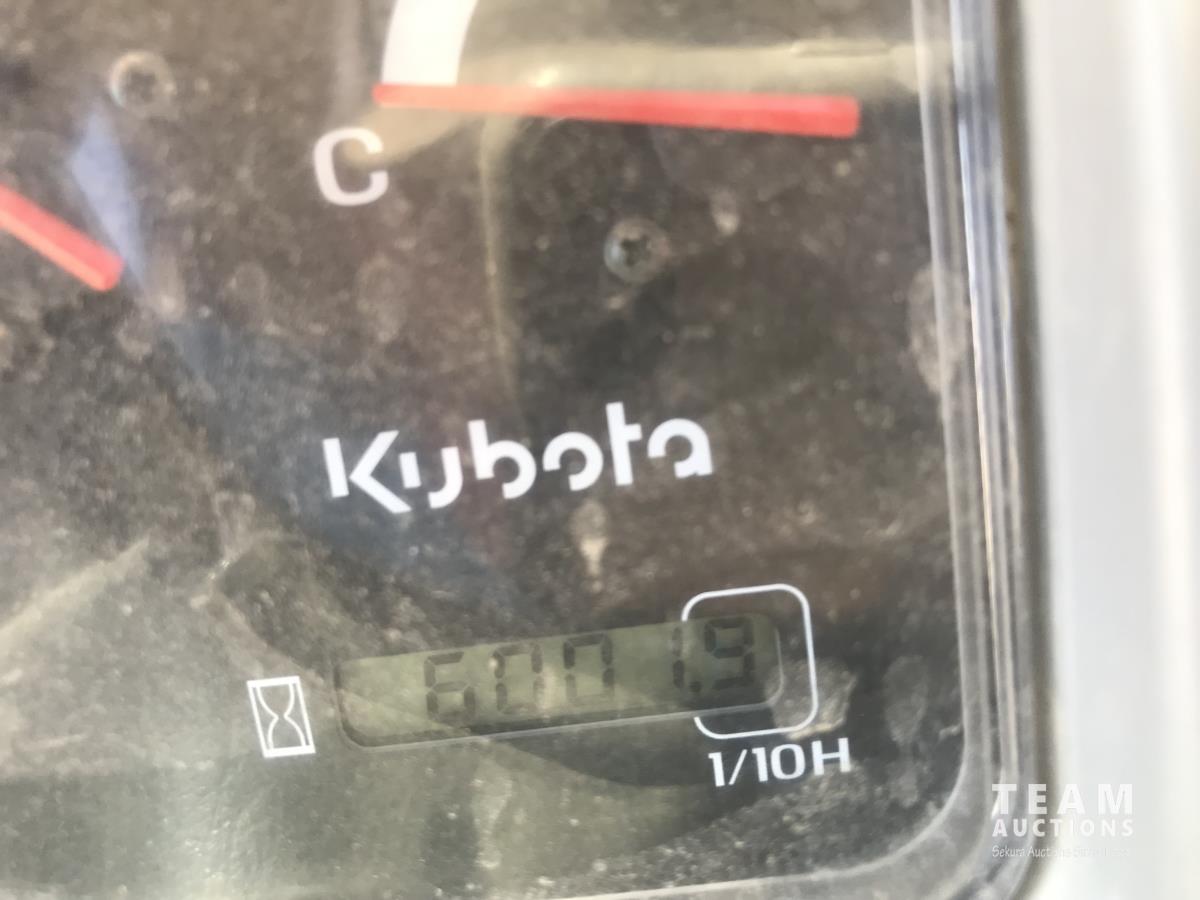 C
Kubota
6001.9
1/10H
TEAM
AUCTIONS